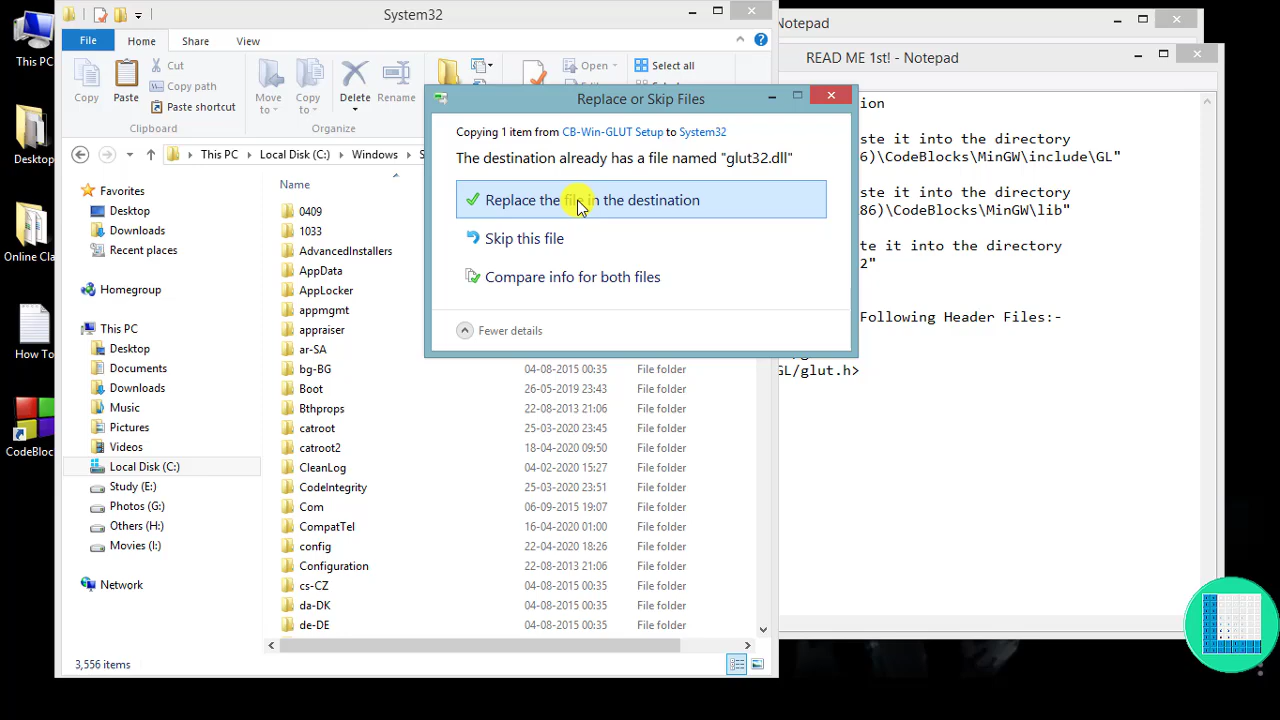 System32
File
Home
Share
View
Copy
Paste
Cut
Copy path
Paste shortcut
Clipboard
Move to
Copy to
Delete
Rename
Organize
Open
Select all
This PC
Local Disk (C:)
Windows
Name
Favorites
Desktop
Downloads
Recent places
Homegroup
This PC
Desktop
Documents
Downloads
Music
Pictures
Videos
Local Disk (C:)
Study (E:)
Photos (G:)
Others (H:)
Movies (I:)
Network
0409
1033
AdvancedInstallers
AppData
AppLocker
appmgmt
appraiser
ar-SA
bg-BG 04-08-2015 00:35 File folder
Boot 26-05-2019 23:43 File folder
Bthprops 22-08-2013 21:06 File folder
catroot 25-03-2020 23:45 File folder
catroot2 18-04-2020 09:50 File folder
CleanLog 04-02-2020 15:27 File folder
CodeIntegrity 25-03-2020 23:51 File folder
Com 06-09-2015 19:07 File folder
CompatTel 16-04-2020 01:00 File folder
config 22-04-2020 18:26 File folder
Configuration 22-08-2013 21:06 File folder
cs-CZ 04-08-2015 00:35 File folder
da-DK 04-08-2015 00:35 File folder
de-DE 04-08-2015 00:35 File folder
3,556 items
Replace or Skip Files
Copying 1 item from CB-Win-GLUT Setup to System32
The destination already has a file named "glut32.dll"
Replace the file in the destination
Skip this file
Compare info for both files
Fewer details
Notepad
READ ME 1st! - Notepad
ion
ste it into the directory
6)\CodeBlocks\MinGW\include\GL"
ste it into the directory
86)\CodeBlocks\MinGW\lib"
ste it into the directory
2"
Following Header Files:-
GL/glut.h>
This PC
Desktop
Online Cla
How To
CodeBloc